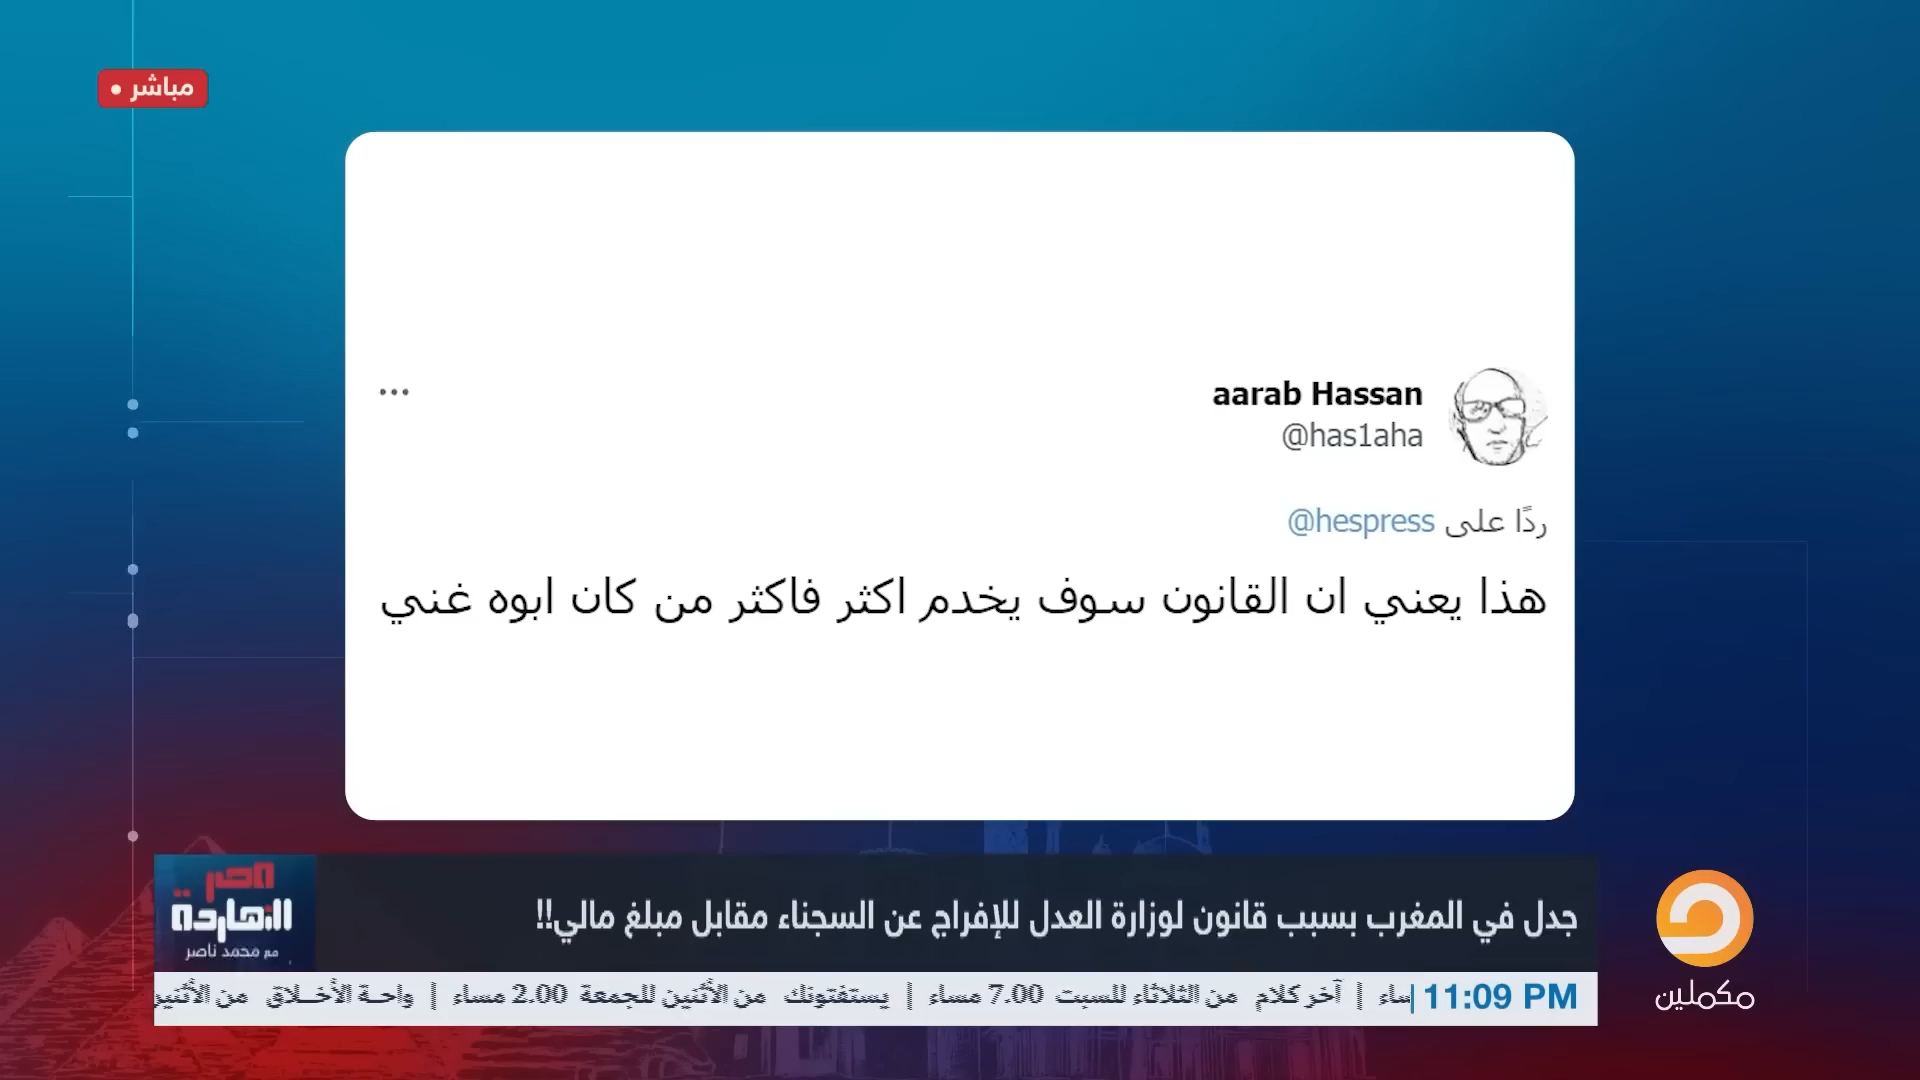 مباشر
aarab Hassan
@has1aha
ردًا على @hespress
هذا يعني ان القانون سوف يخدم اكثر فاكثر من كان ابوه غني
جدل في المغرب بسبب قانون لوزارة العدل للإفراج عن السجناء مقابل مبلغ مالي!!
مصر
النهاردة
مع محمد ناصر
11:09 PM
ساء | آخر كلام من الثلاثاء للسبت 7.00 مساء | يستفتونك من الأثنين للجمعة 2.00 مساء | واحة الأخلاق من الأثنين
مكملين